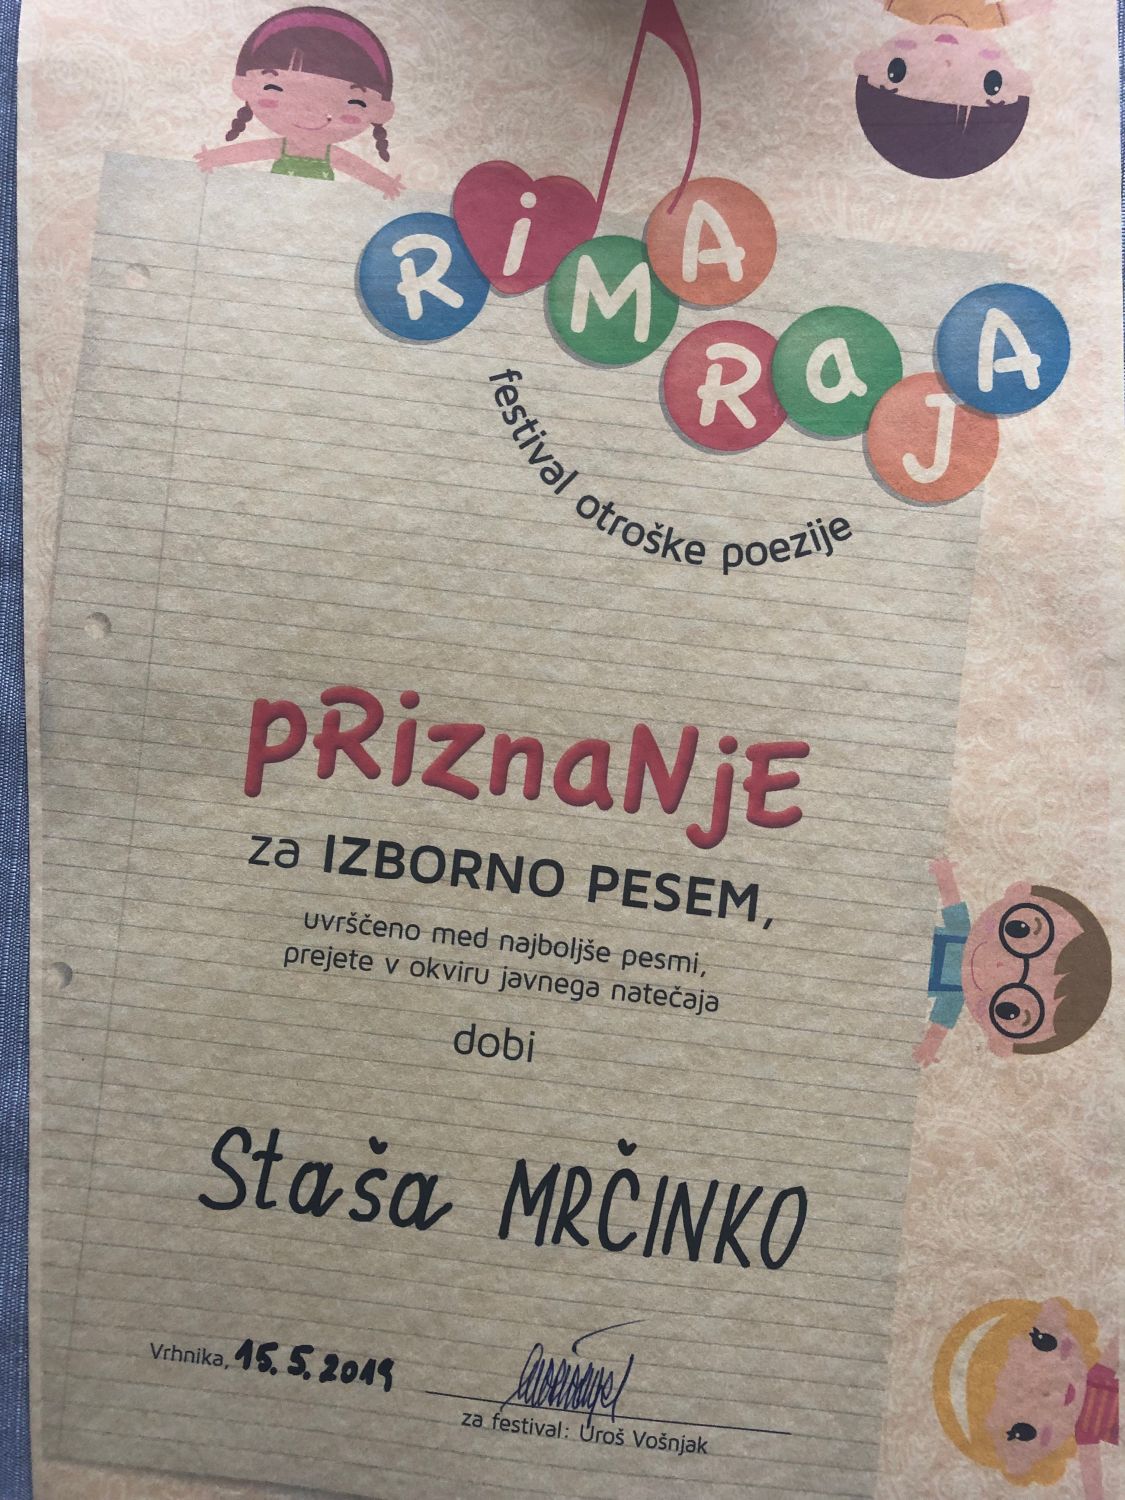 RiMA RaJA
festival otroške poezije
pRiznaNjE
za IZBORNO PESEM,
uvrščeno med najboljše pesmi,
prejete v okviru javnega natečaja
dobi
Staša MRČINKO
Vrhnika, 15. 5. 2019
za festival: Uroš Vošnjak